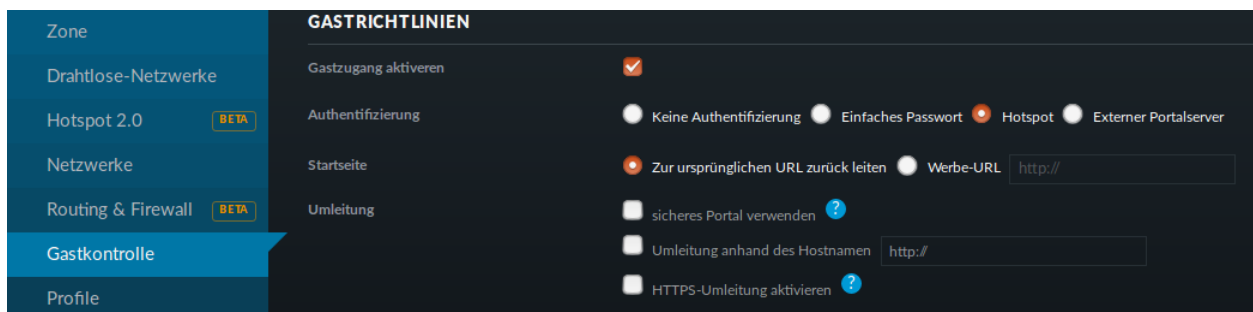 Zone
Drahtlose-Netzwerke
Hotspot 2.0 BETA
Netzwerke
Routing & Firewall BETA
Gastkontrolle
Profile
GASTRICHTLINIEN
Gastzugang aktiveren
Authentifizierung Keine Authentifizierung Einfaches Passwort Hotspot Externer Portalserver
Startseite Zur ursprünglichen URL zurück leiten Werbe-URL http://
Umleitung sicheres Portal verwenden ?
Umleitung anhand des Hostnamen http://
HTTPS-Umleitung aktivieren ?